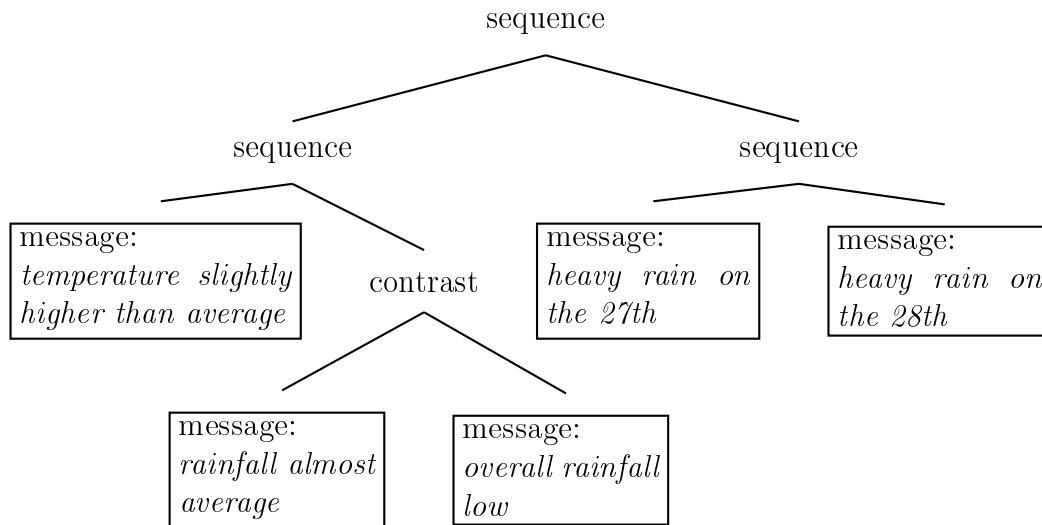 sequence
sequence
sequence
message:
temperature slightly
higher than average
contrast
message:
heavy rain on
the 27th
message:
heavy rain on
the 28th
message:
rainfall almost
average
message:
overall rainfall
low